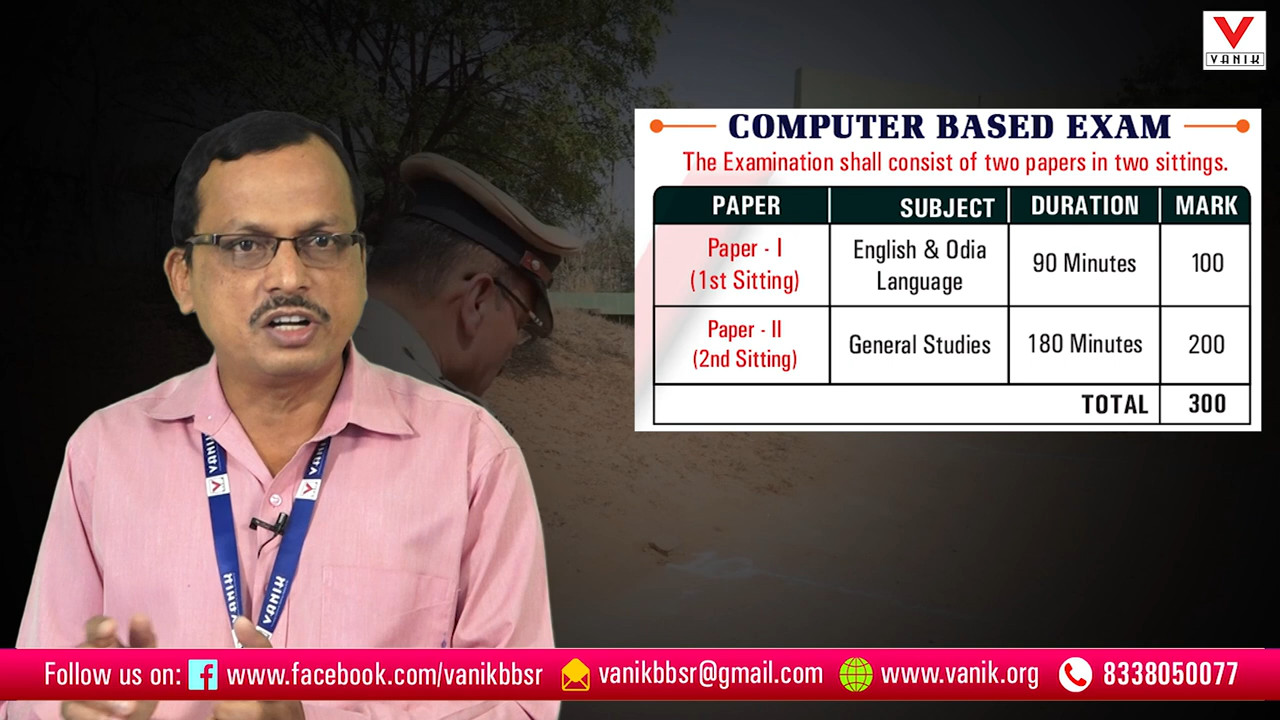 VANIK
COMPUTER BASED EXAM
The Examination shall consist of two papers in two sittings.
PAPER SUBJECT DURATION MARK
Paper - I
(1st Sitting)
English & Odia
Language
90 Minutes
100
Paper - II
(2nd Sitting)
General Studies
180 Minutes
200
TOTAL 300
VANIK
VANIK
VANIK
VANIK
Follow us on: www.facebook.com/vanikbbsr vanikbbsr@gmail.com www.vanik.org 8338050077